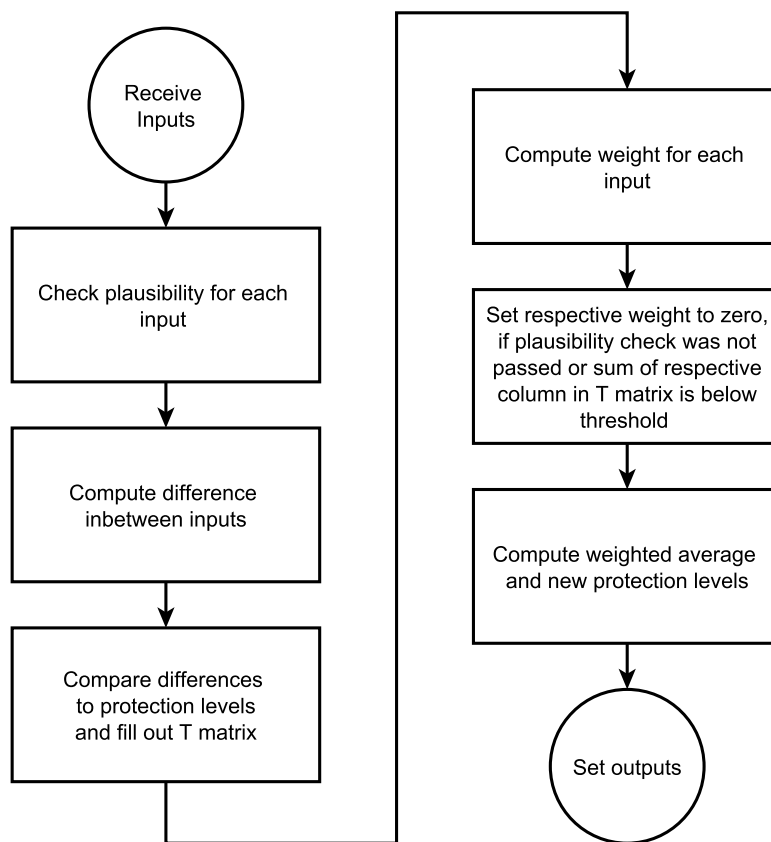 Receive
Inputs
Check plausibility for each
input
Compute difference
inbetween inputs
Compare differences
to protection levels
and fill out T matrix
Compute weight for each
input
Set respective weight to zero,
if plausibility check was not
passed or sum of respective
column in T matrix is below
threshold
Compute weighted average
and new protection levels
Set outputs